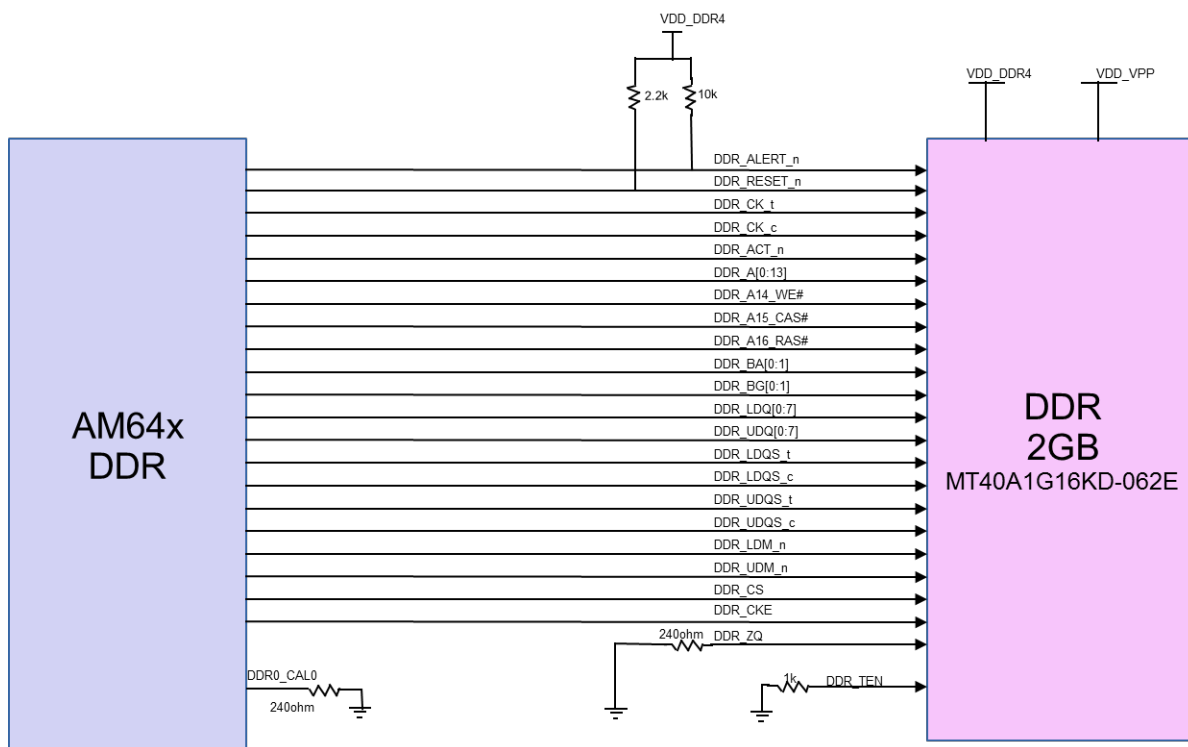 VDD_DDR4
VDD_DDR4
VDD_VPP
2.2k
10k
DDR_ALERT_n
DDR_RESET_n
DDR_CK_t
DDR_CK_c
DDR_ACT_n
DDR_A[0:13]
DDR_A14_WE#
DDR_A15_CAS#
DDR_A16_RAS#
DDR_BA[0:1]
DDR_BG[0:1]
DDR_LDQ[0:7]
DDR_UDQ[0:7]
DDR_LDQS_t
DDR_LDQS_c
DDR_UDQS_t
DDR_UDQS_c
DDR_LDM_n
DDR_UDM_n
DDR_CS
DDR_CKE
AM64x
DDR
DDR
2GB
MT40A1G16KD-062E
240ohm
DDR_ZQ
DDR0_CAL0
240ohm
1k
DDR_TEN